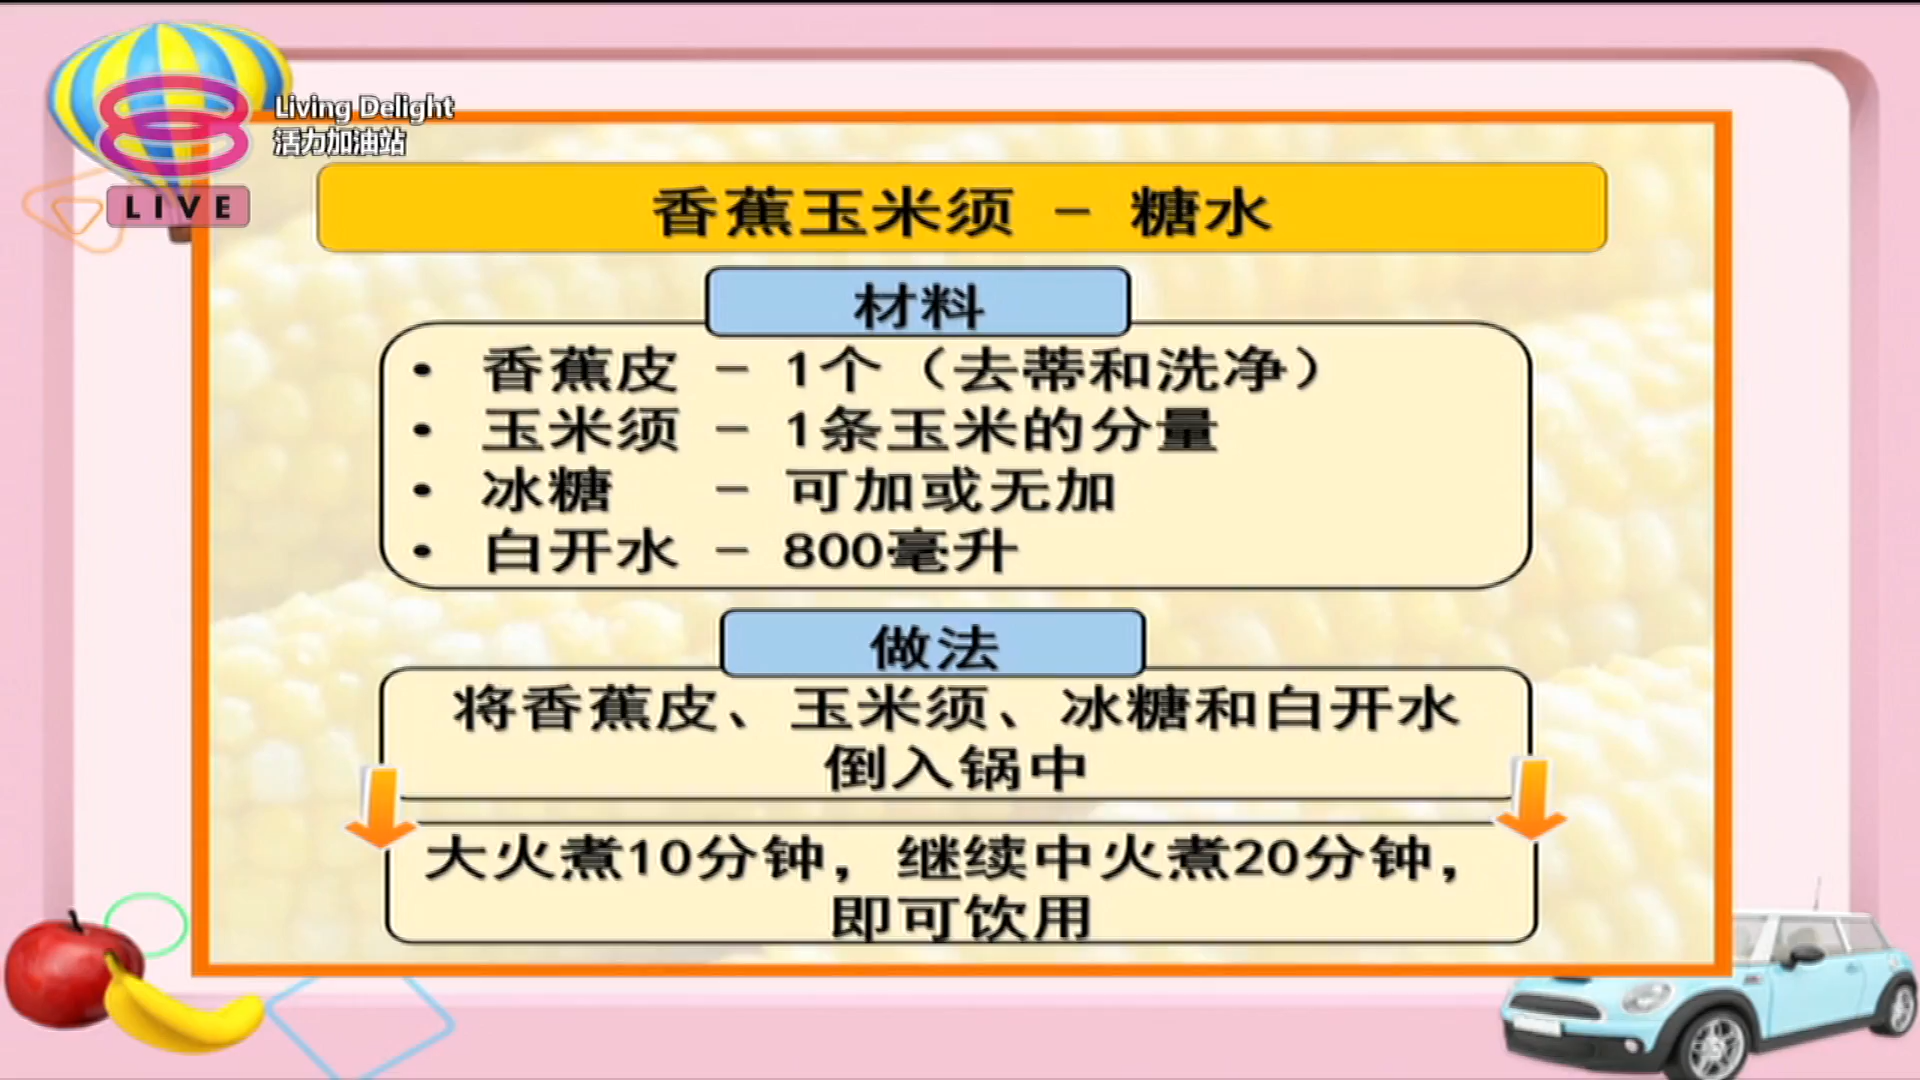 Living Delight
活力加油站
LIVE
香蕉玉米须 - 糖水
材料
• 香蕉皮 - 1个（去蒂和洗净）
• 玉米须 - 1条玉米的分量
• 冰糖 - 可加或无加
• 白开水 - 800毫升
做法
将香蕉皮、玉米须、冰糖和白开水
倒入锅中
大火煮10分钟，继续中火煮20分钟，
即可饮用